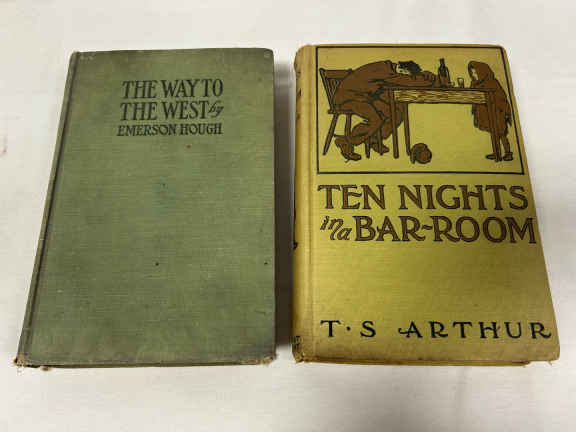 THE WAY TO
THE WEST by
EMERSON HOUGH
TEN NIGHTS
in a BAR-ROOM
T. S ARTHUR